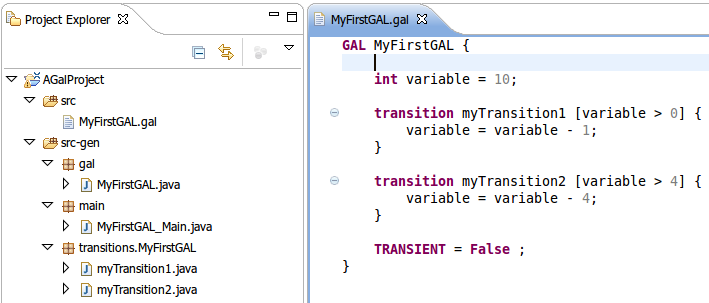 Project Explorer
AGalProject
src
MyFirstGAL.gal
src-gen
gal
MyFirstGAL.java
main
MyFirstGAL_Main.java
transitions.MyFirstGAL
myTransition1.java
myTransition2.java
MyFirstGAL.gal
GAL MyFirstGAL {
int variable = 10;
transition myTransition1 [variable > 0] {
variable = variable - 1;
}
transition myTransition2 [variable > 4] {
variable = variable - 4;
}
TRANSIENT = False ;
}